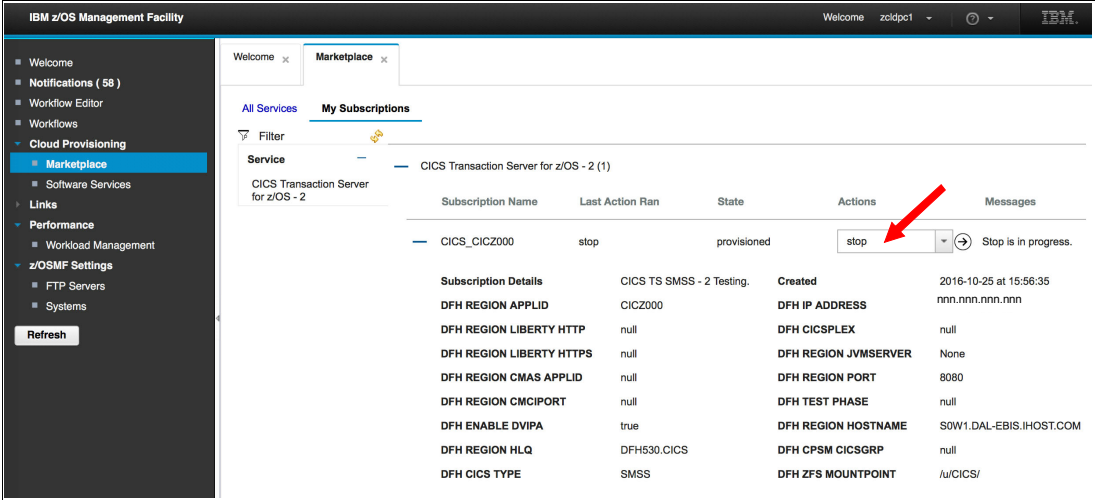 IBM z/OS Management Facility
Welcome zcldpc1
IBM.
Welcome
Notifications ( 58 )
Workflow Editor
Workflows
Cloud Provisioning
Marketplace
Software Services
Links
Performance
Workload Management
z/OSMF Settings
FTP Servers
Systems
Refresh
Welcome
Marketplace
All Services My Subscriptions
Filter
Service
CICS Transaction Server
for z/OS - 2
CICS Transaction Server for z/OS - 2 (1)
Subscription Name Last Action Ran State Actions Messages
CICS_CICZ000 stop provisioned stop Stop is in progress.
Subscription Details CICS TS SMSS - 2 Testing. Created 2016-10-25 at 15:56:35
DFH REGION APPLID CICZ000 DFH IP ADDRESS nnn.nnn.nnn.nnn
DFH REGION LIBERTY HTTP null DFH CICSPLEX null
DFH REGION LIBERTY HTTPS null DFH REGION JVMSERVER None
DFH REGION CMAS APPLID null DFH REGION PORT 8080
DFH REGION CMCIPORT null DFH TEST PHASE null
DFH ENABLE DVIPA true DFH REGION HOSTNAME S0W1.DAL-EBIS.IHOST.COM
DFH REGION HLQ DFH530.CICS DFH CPSM CICSGRP null
DFH CICS TYPE SMSS DFH ZFS MOUNTPOINT /u/CICS/